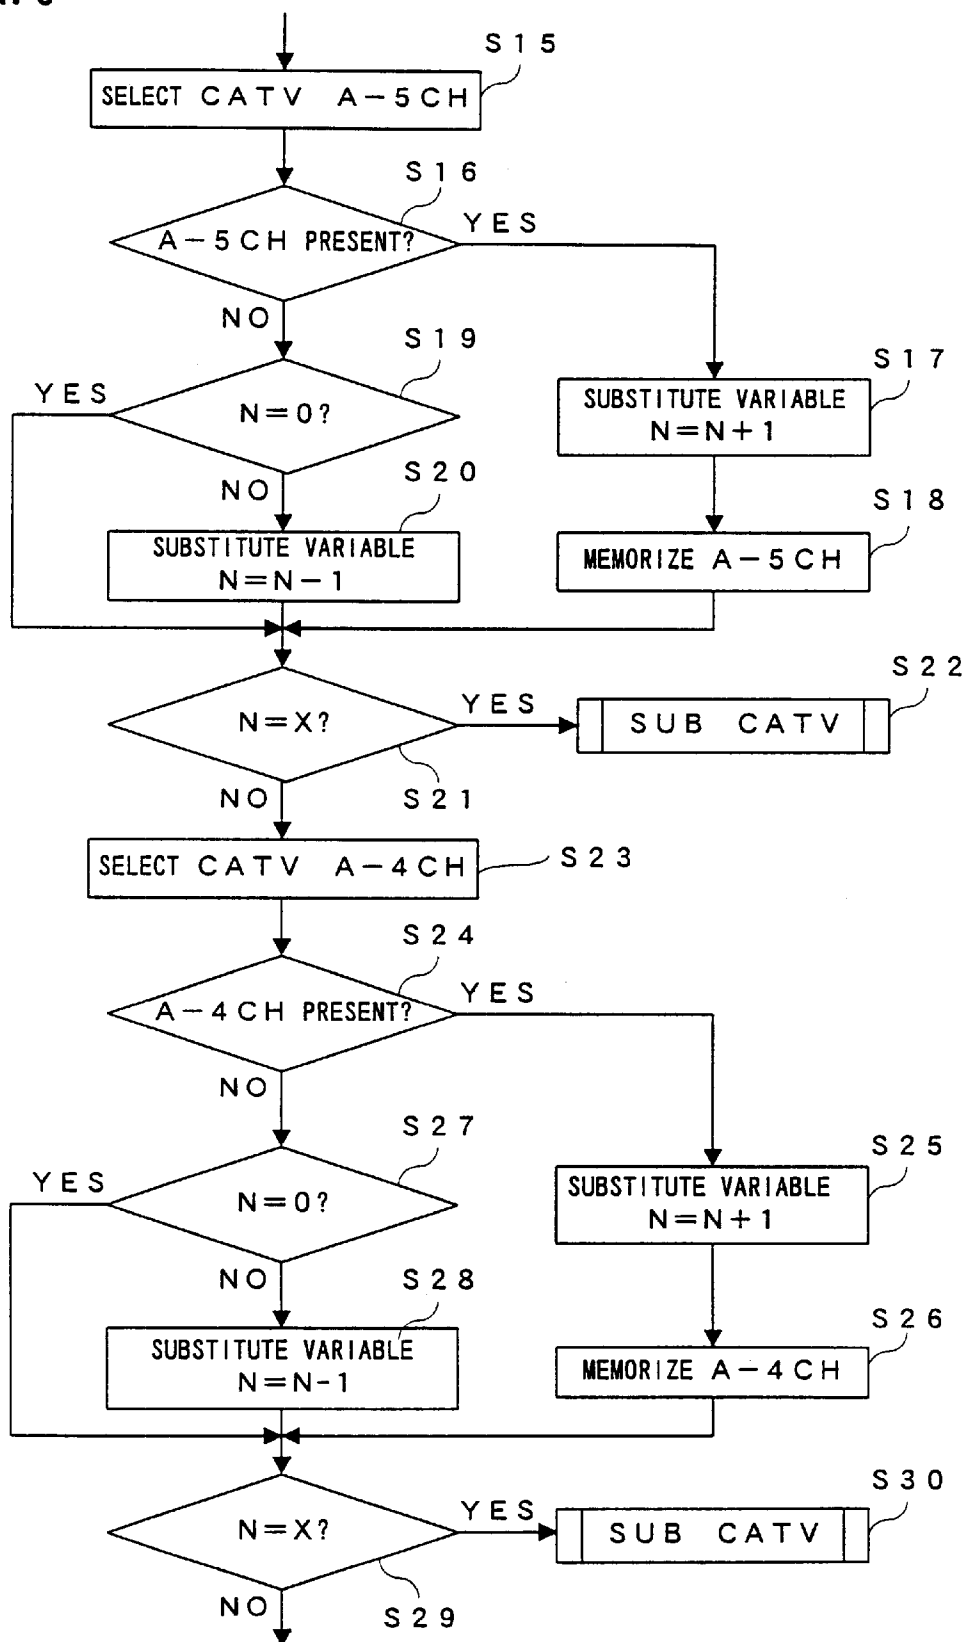 S15
SELECT CATV A-5CH
S16
A-5CH PRESENT?
YES
NO
S19
YES
N=0?
S17
SUBSTITUTE VARIABLE
N=N+1
NO
S20
S18
SUBSTITUTE VARIABLE
N=N-1
MEMORIZE A-5CH
S22
N=X?
YES
SUB CATV
NO
S21
SELECT CATV A-4CH
S23
S24
A-4CH PRESENT?
YES
NO
S27
YES
N=0?
S25
SUBSTITUTE VARIABLE
N=N+1
NO
S28
S26
SUBSTITUTE VARIABLE
N=N-1
MEMORIZE A-4CH
S30
N=X?
YES
SUB CATV
NO
S29